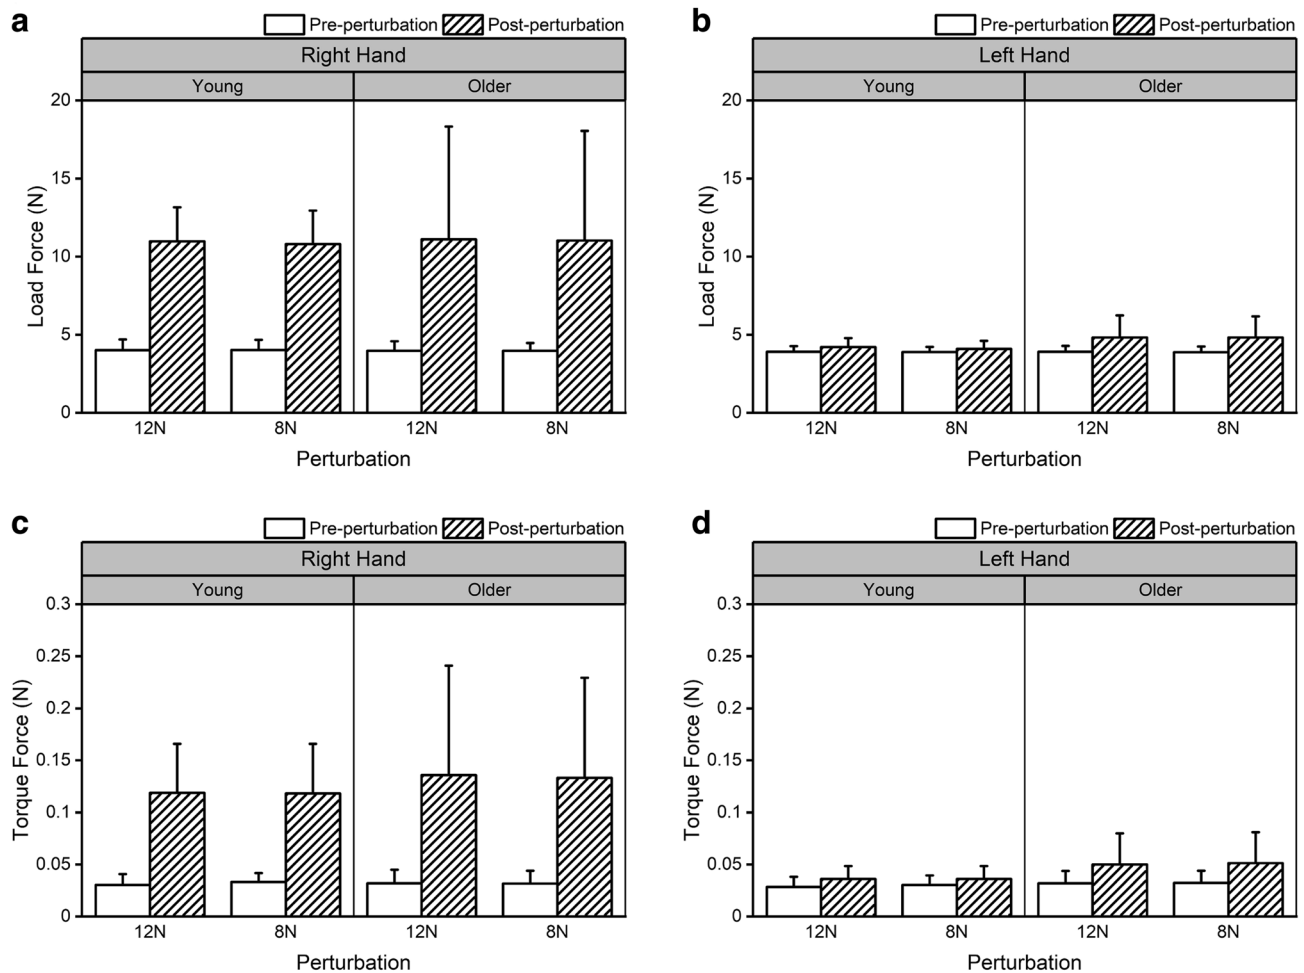 a
Pre-perturbation Post-perturbation
Right Hand
Young Older
20
15
10
5
0
Load Force (N)
12N 8N 12N 8N
Perturbation
b
Pre-perturbation Post-perturbation
Left Hand
Young Older
20
15
10
5
0
Load Force (N)
12N 8N 12N 8N
Perturbation
c
Pre-perturbation Post-perturbation
Right Hand
Young Older
0.3
0.25
0.2
0.15
0.1
0.05
0
Torque Force (N)
12N 8N 12N 8N
Perturbation
d
Pre-perturbation Post-perturbation
Left Hand
Young Older
0.3
0.25
0.2
0.15
0.1
0.05
0
Torque Force (N)
12N 8N 12N 8N
Perturbation